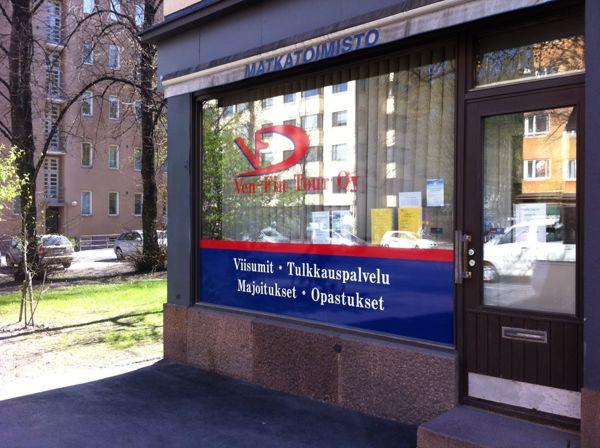 MATKATOIMISTO
Ven-Fin Tour Oy
Viisumit • Tulkkauspalvelu
Majoitukset • Opastukset